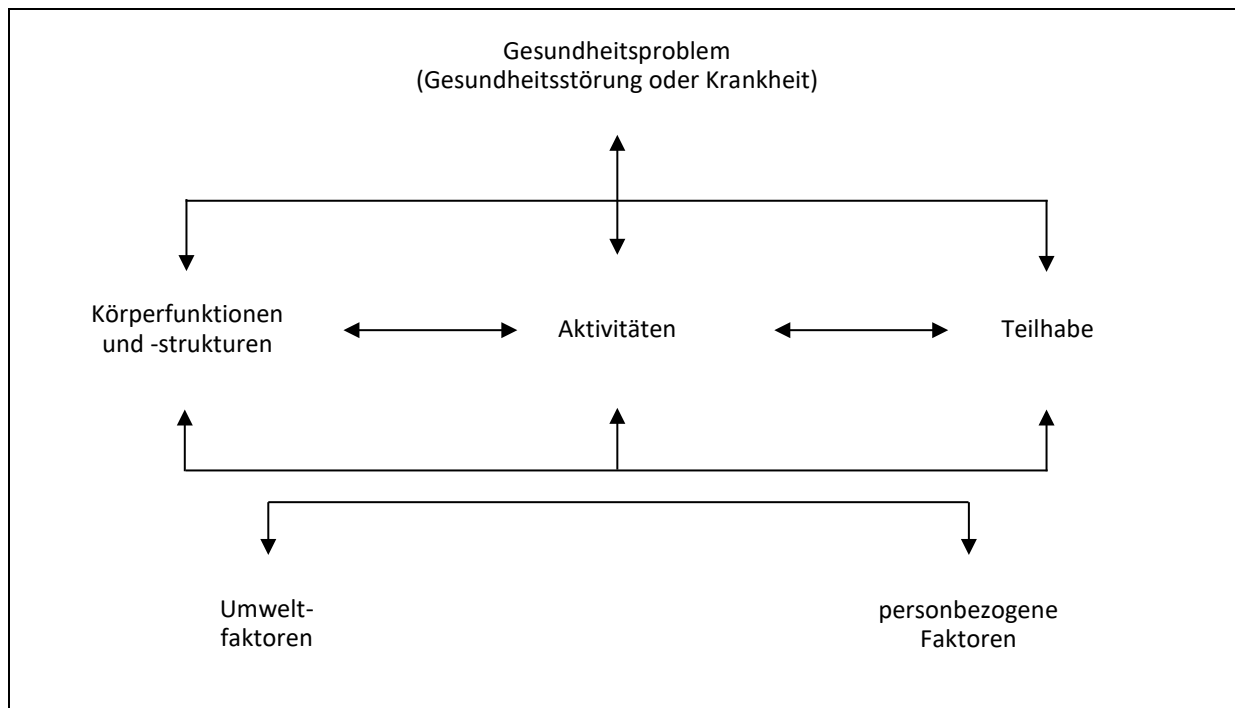 Gesundheitsproblem
(Gesundheitsstörung oder Krankheit)
Körperfunktionen
und -strukturen
Aktivitäten
Teilhabe
Umwelt-
faktoren
personbezogene
Faktoren